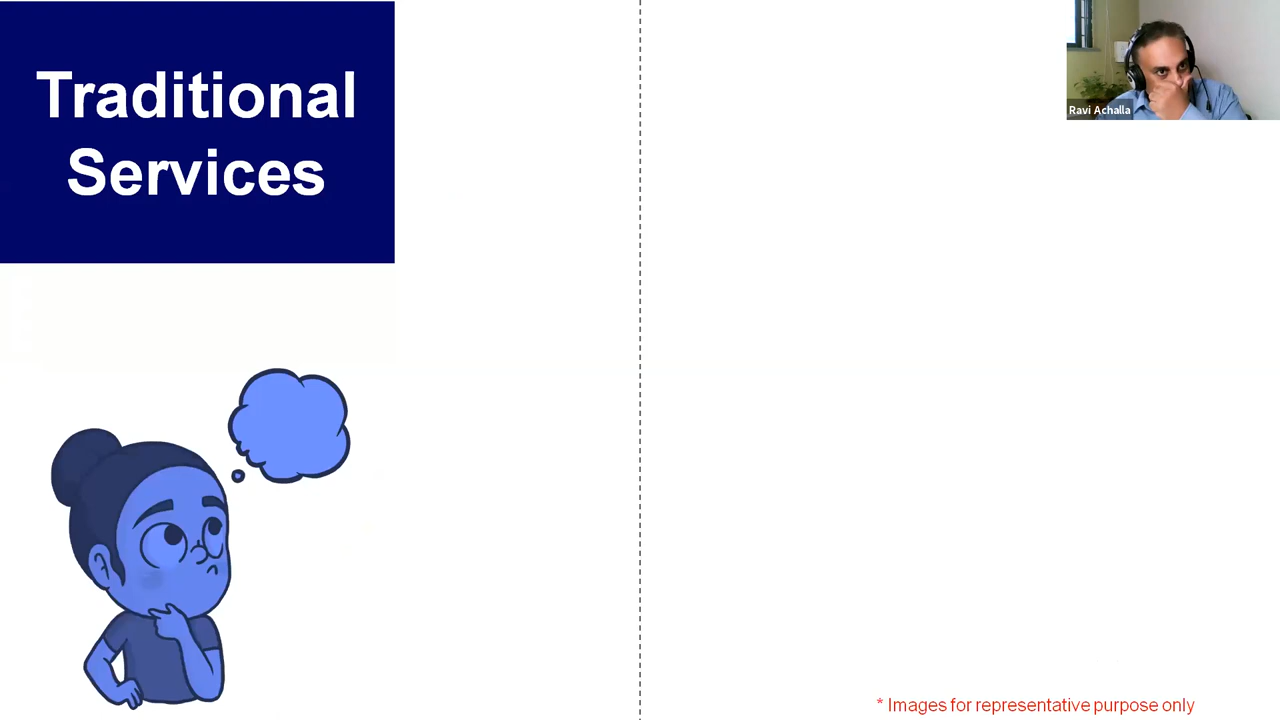 Traditional
Services
Ravi Achalla
* Images for representative purpose only